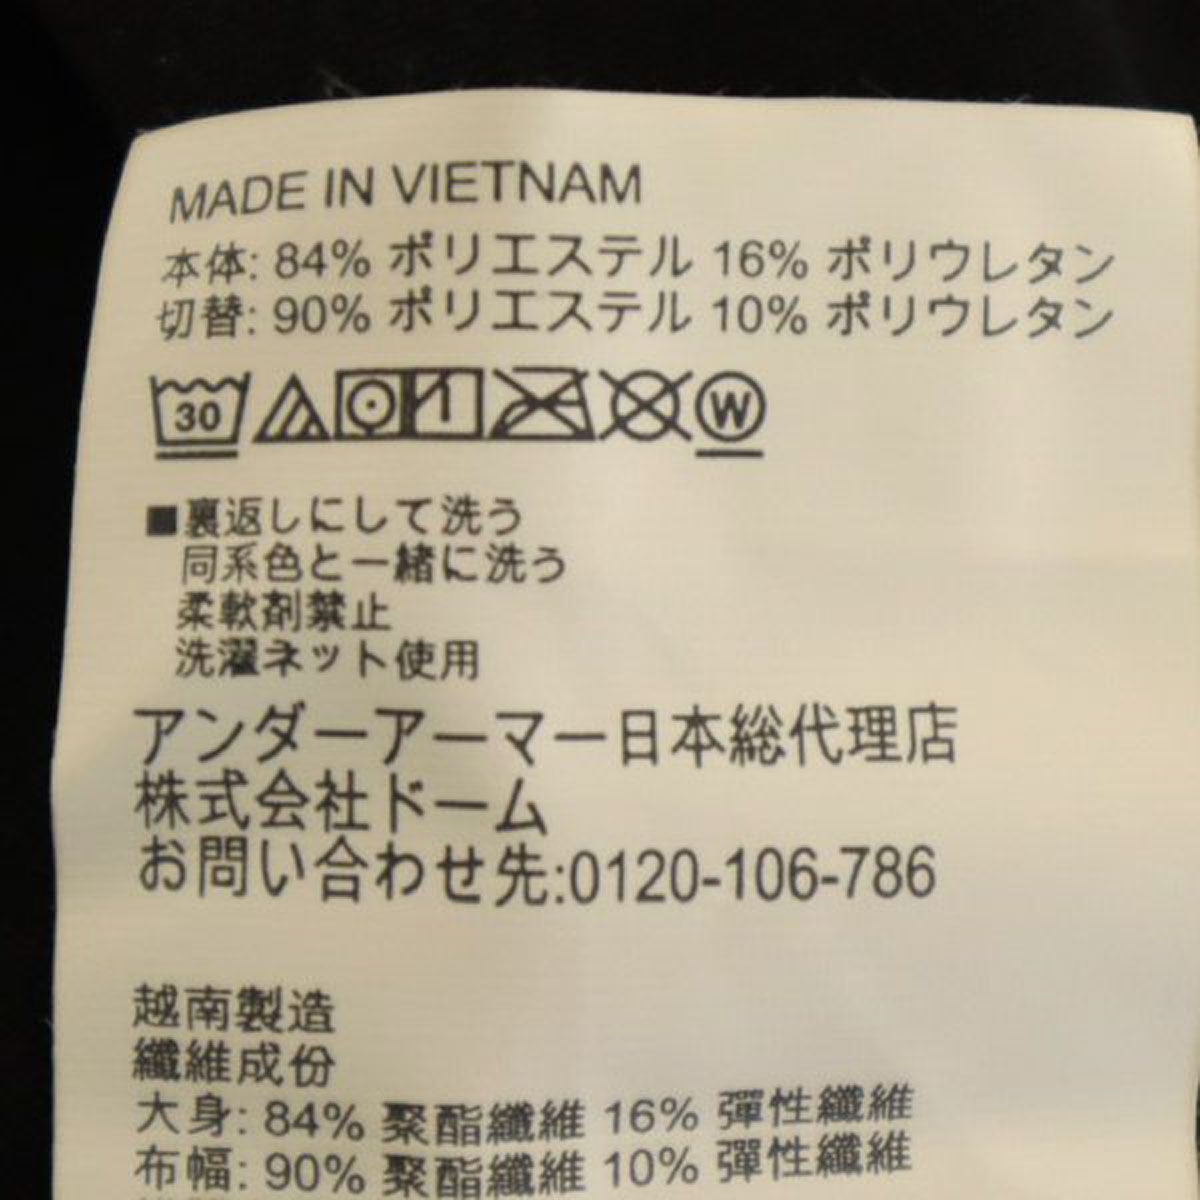 MADE IN VIETNAM
本体: 84% ポリエステル 16% ポリウレタン
切替: 90% ポリエステル 10% ポリウレタン
30 W
■裏返しにして洗う
同系色と一緒に洗う
柔軟剤禁止
洗濯ネット使用
アンダーアーマー日本総代理店
株式会社ドーム
お問い合わせ先:0120-106-786
越南製造
纖維成份
大身: 84% 聚酯纖維 16% 彈性纖維
布幅: 90% 聚酯纖維 10% 彈性纖維